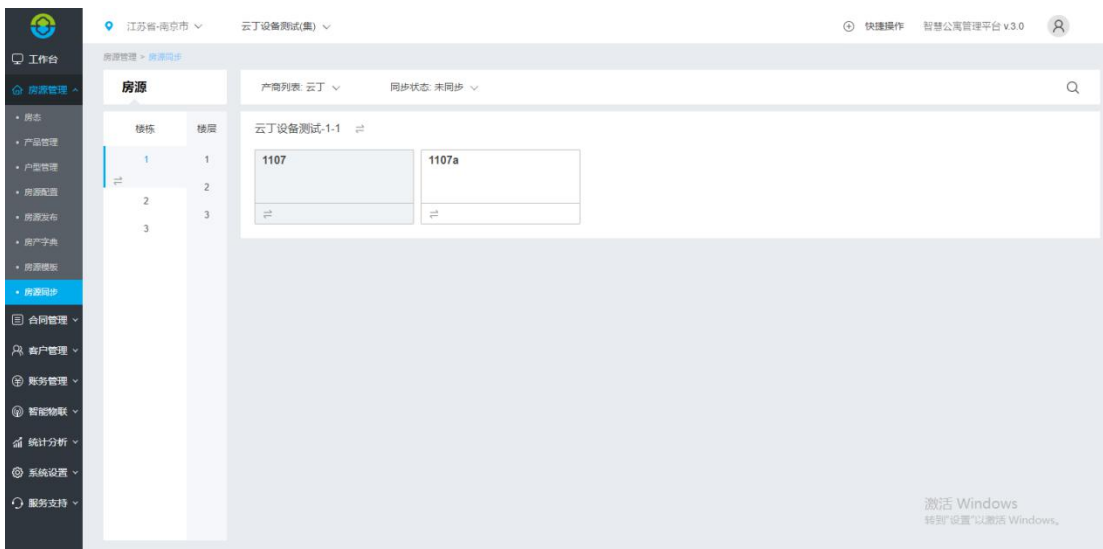 江苏省-南京市
云丁设备测试(集)
快捷操作
智慧公寓管理平台 v.3.0
工作台
房源管理
房态
产品管理
户型管理
房源配置
房源发布
房产字典
房源模板
房源同步
合同管理
客户管理
账务管理
智能物联
统计分析
系统设置
服务支持
房源管理 > 房源同步
房源
楼栋
楼层
1
1
2
2
3
3
产商列表: 云丁
同步状态: 未同步
云丁设备测试-1-1
1107
1107a
激活 Windows
转到"设置"以激活 Windows。